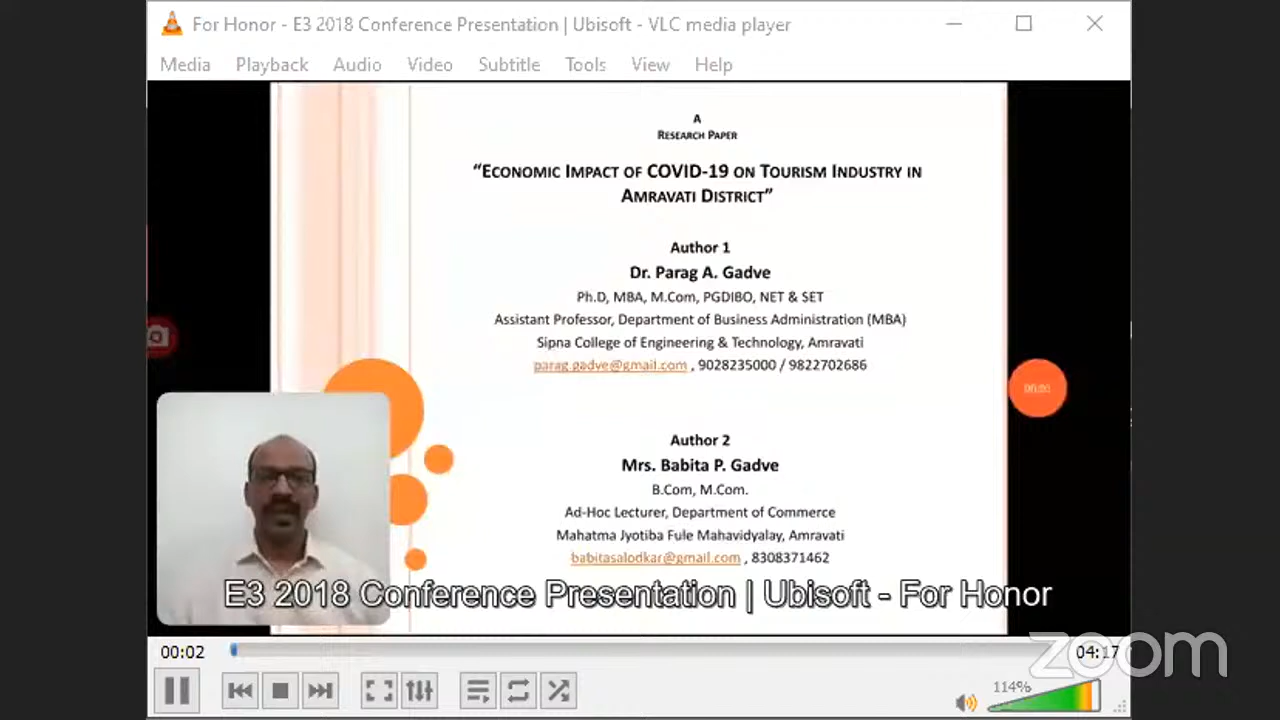 For Honor - E3 2018 Conference Presentation | Ubisoft - VLC media player
Media Playback Audio Video Subtitle Tools View Help
A
RESEARCH PAPER
“ECONOMIC IMPACT OF COVID-19 ON TOURISM INDUSTRY IN
AMRAVATI DISTRICT”
Author 1
Dr. Parag A. Gadve
Ph.D, MBA, M.Com, PGDIBO, NET & SET
Assistant Professor, Department of Business Administration (MBA)
Sipna College of Engineering & Technology, Amravati
parag.gadve@gmail.com , 9028235000 / 9822702686
Author 2
Mrs. Babita P. Gadve
B.Com, M.Com.
Ad-Hoc Lecturer, Department of Commerce
Mahatma Jyotiba Fule Mahavidyalay, Amravati
babitasalodkar@gmail.com , 8308371462
E3 2018 Conference Presentation | Ubisoft - For Honor
00:02
04:17
zoom
114%